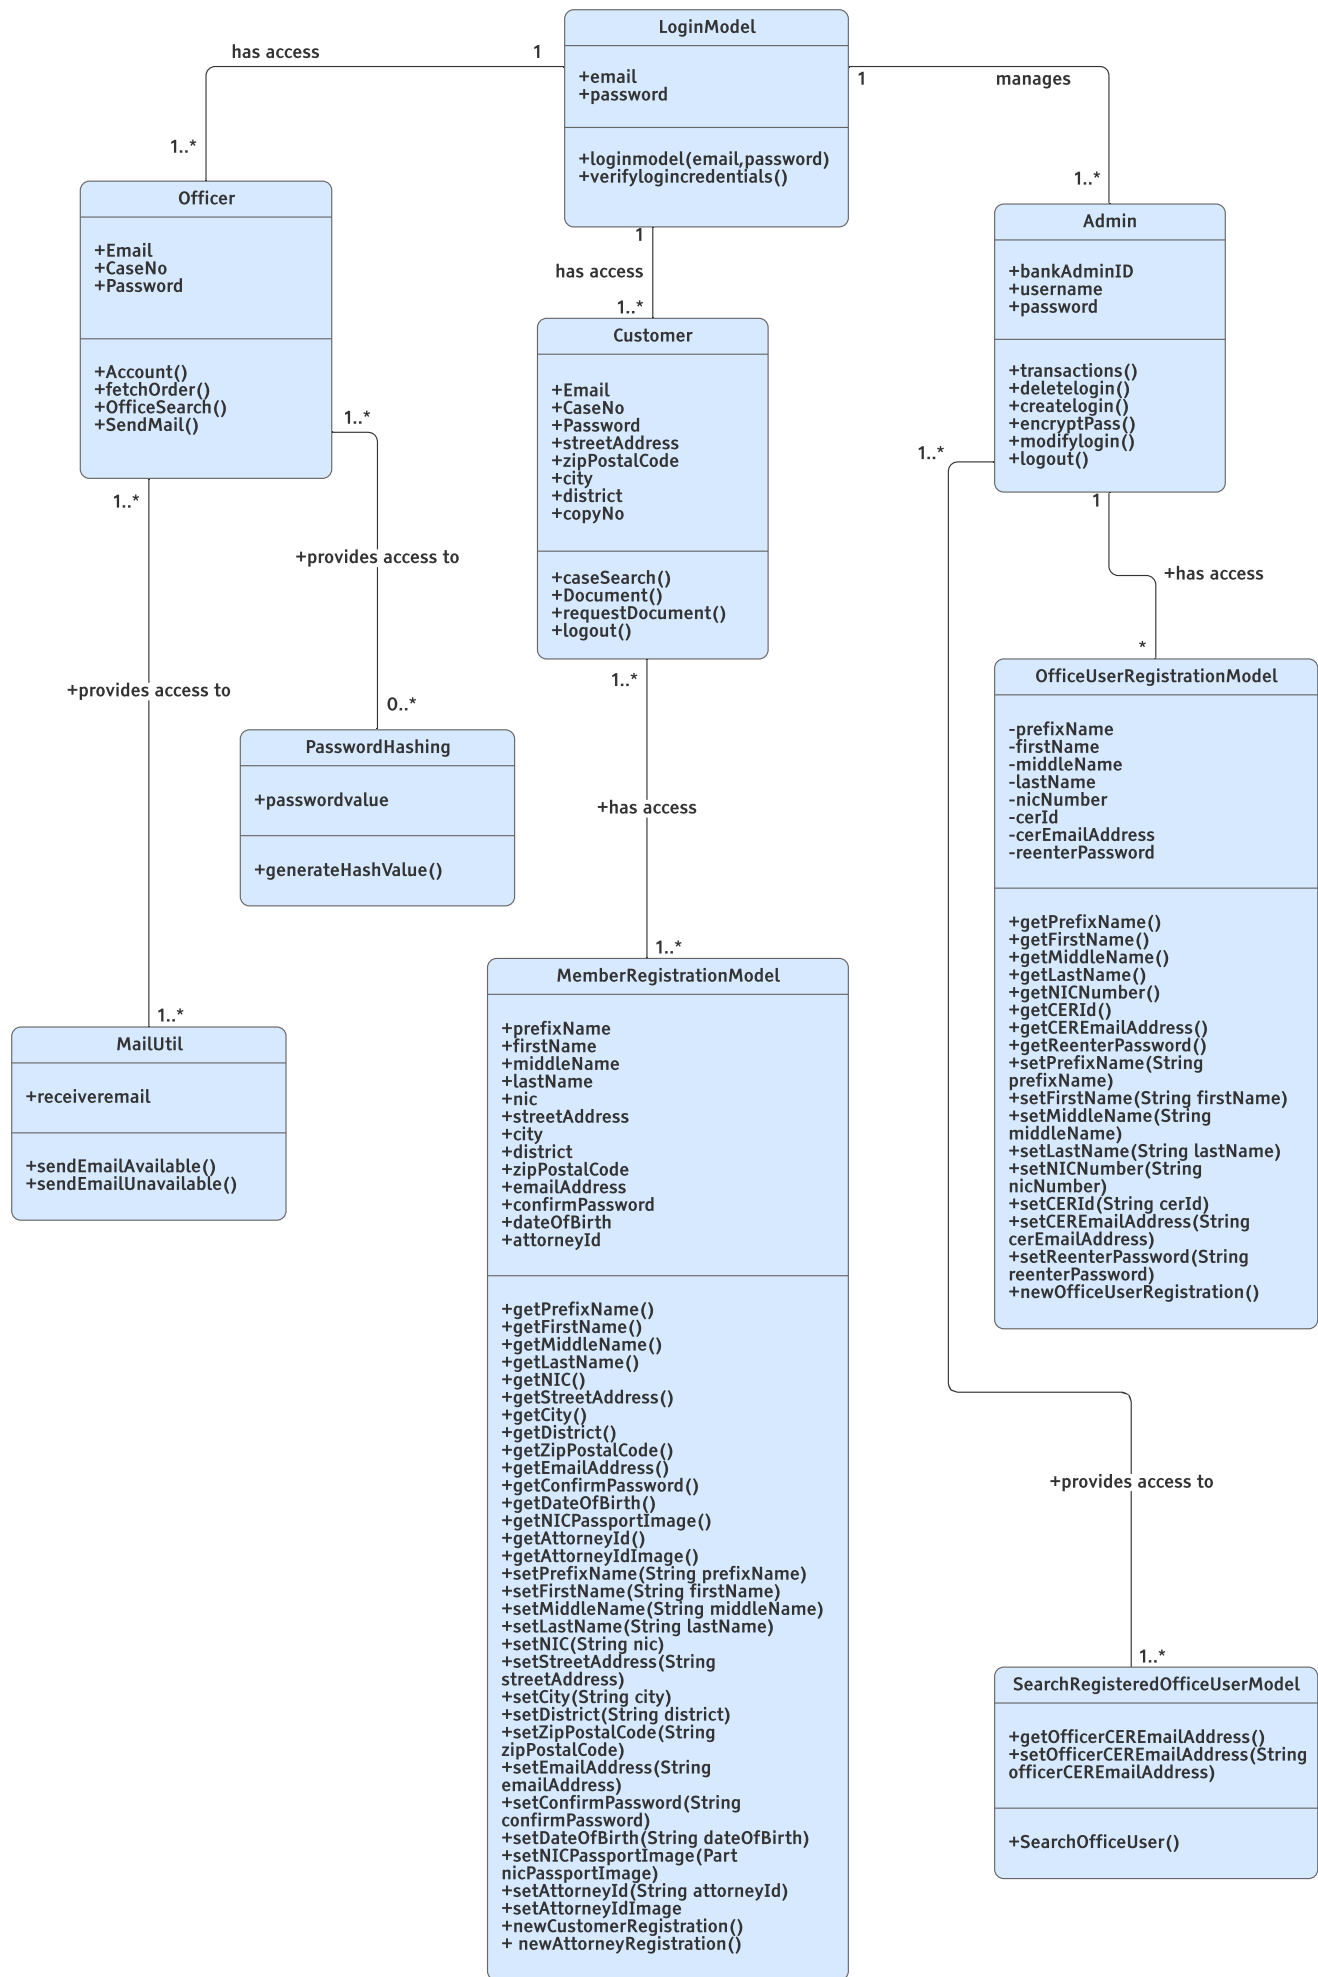 LoginModel
+email
+password
+loginmodel(email,password)
+verifylogincredentials()
has access
1
1..*
1
manages
1..*
1
has access
1..*
Officer
+Email
+CaseNo
+Password
+Account()
+fetchOrder()
+OfficeSearch()
+SendMail()
Admin
+bankAdminID
+username
+password
+transactions()
+deletelogin()
+createlogin()
+encryptPass()
+modifylogin()
+logout()
Customer
+Email
+CaseNo
+Password
+streetAddress
+zipPostalCode
+city
+district
+copyNo
+caseSearch()
+Document()
+requestDocument()
+logout()
1..*
+provides access to
0..*
1..*
+provides access to
1..*
1..*
+has access
1..*
1
+has access
*
1..*
+provides access to
1..*
PasswordHashing
+passwordvalue
+generateHashValue()
MailUtil
+receiveremail
+sendEmailAvailable()
+sendEmailUnavailable()
MemberRegistrationModel
+prefixName
+firstName
+middleName
+lastName
+nic
+streetAddress
+city
+district
+zipPostalCode
+emailAddress
+confirmPassword
+dateOfBirth
+attorneyId
+getPrefixName()
+getFirstName()
+getMiddleName()
+getLastName()
+getNIC()
+getStreetAddress()
+getCity()
+getDistrict()
+getZipPostalCode()
+getEmailAddress()
+getConfirmPassword()
+getDateOfBirth()
+getNICPassportImage()
+getAttorneyId()
+getAttorneyIdImage()
+setPrefixName(String prefixName)
+setFirstName(String firstName)
+setMiddleName(String middleName)
+setLastName(String lastName)
+setNIC(String nic)
+setStreetAddress(String
streetAddress)
+setCity(String city)
+setDistrict(String district)
+setZipPostalCode(String
zipPostalCode)
+setEmailAddress(String
emailAddress)
+setConfirmPassword(String
confirmPassword)
+setDateOfBirth(String dateOfBirth)
+setNICPassportImage(Part
nicPassportImage)
+setAttorneyId(String attorneyId)
+setAttorneyIdImage
+newCustomerRegistration()
+ newAttorneyRegistration()
OfficeUserRegistrationModel
-prefixName
-firstName
-middleName
-lastName
-nicNumber
-cerId
-cerEmailAddress
-reenterPassword
+getPrefixName()
+getFirstName()
+getMiddleName()
+getLastName()
+getNICNumber()
+getCERId()
+getCEREmailAddress()
+getReenterPassword()
+setPrefixName(String
prefixName)
+setFirstName(String firstName)
+setMiddleName(String
middleName)
+setLastName(String lastName)
+setNICNumber(String
nicNumber)
+setCERId(String cerId)
+setCEREmailAddress(String
cerEmailAddress)
+setReenterPassword(String
reenterPassword)
+newOfficeUserRegistration()
SearchRegisteredOfficeUserModel
+getOfficerCEREmailAddress()
+setOfficerCEREmailAddress(String
officerCEREmailAddress)
+SearchOfficeUser()